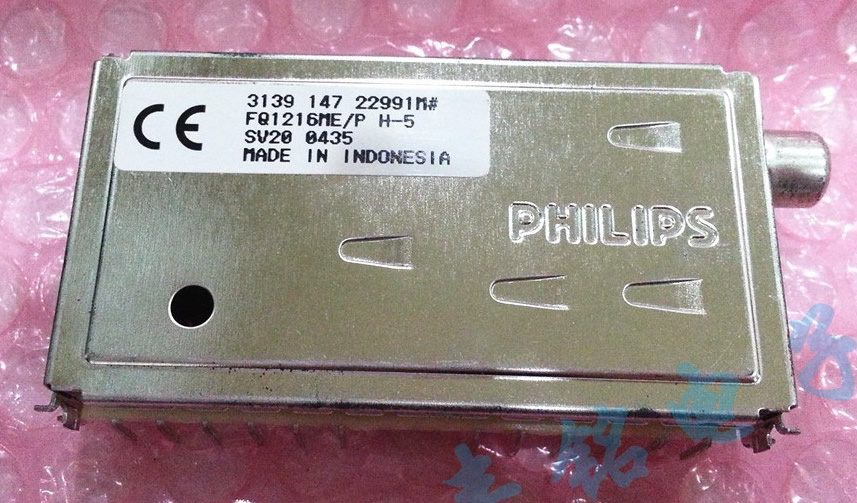 CE
3139 147 22991M#
FQ1216ME/P H-5
SV20 0435
MADE IN INDONESIA
PHILIPS